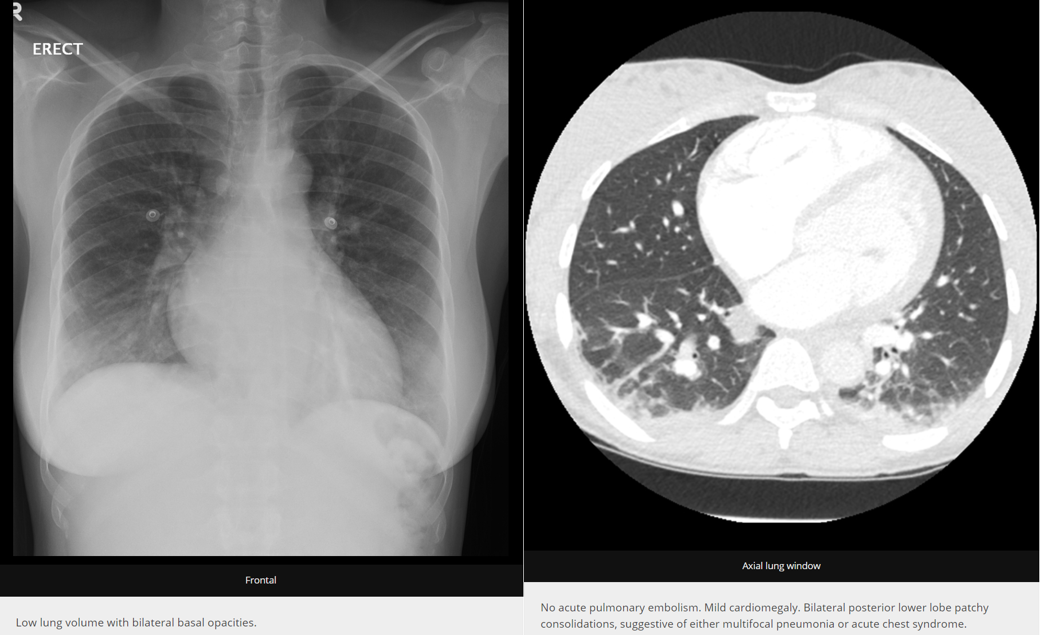 R
ERECT
Frontal
Low lung volume with bilateral basal opacities.
Axial lung window
No acute pulmonary embolism. Mild cardiomegaly. Bilateral posterior lower lobe patchy
consolidations, suggestive of either multifocal pneumonia or acute chest syndrome.